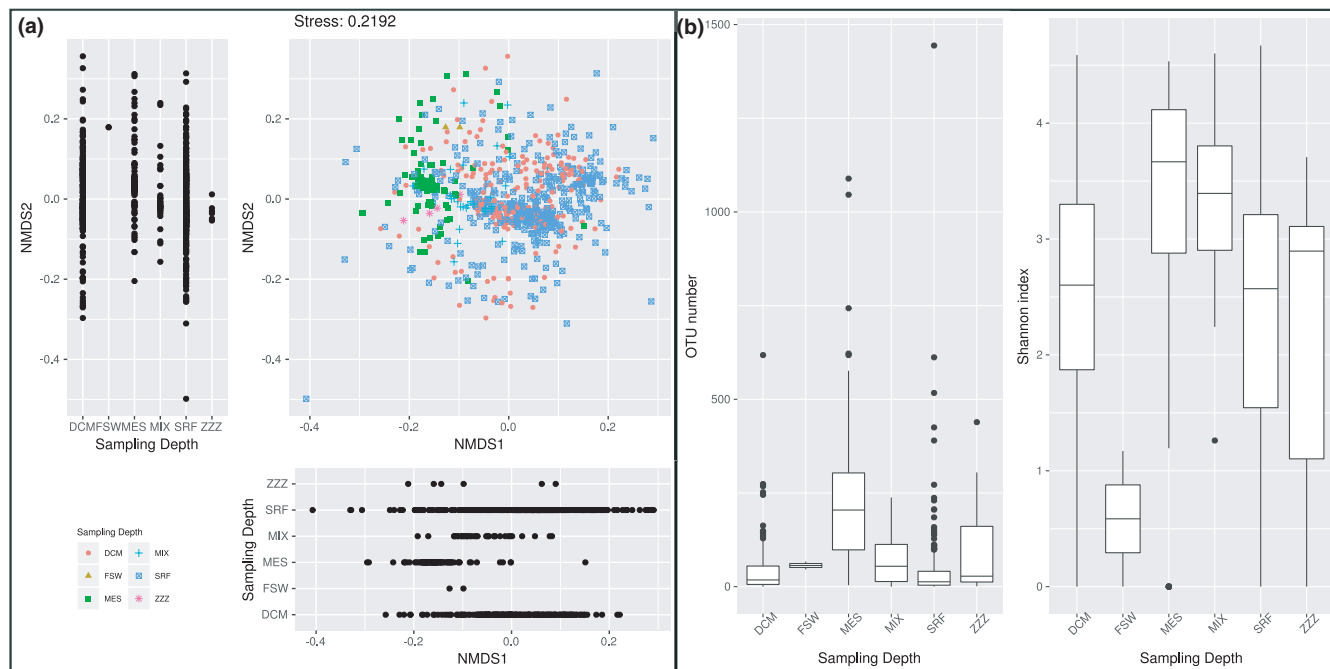 (a)
Stress: 0.2192
NMDS2
0.2
0.0
-0.2
-0.4
DCM FSW MES MIX SRF ZZZ
Sampling Depth
NMDS2
0.2
0.0
-0.2
-0.4
-0.4 -0.2 0.0 0.2
NMDS1
Sampling Depth
DCM MIX
FSW SRF
MES ZZZ
Sampling Depth
ZZZ
SRF
MIX
MES
FSW
DCM
-0.4 -0.2 0.0 0.2
NMDS1
(b)
OTU number
1500
1000
500
0
DCM FSW MES MIX SRF ZZZ
Sampling Depth
Shannon index
4
3
2
1
0
DCM FSW MES MIX SRF ZZZ
Sampling Depth